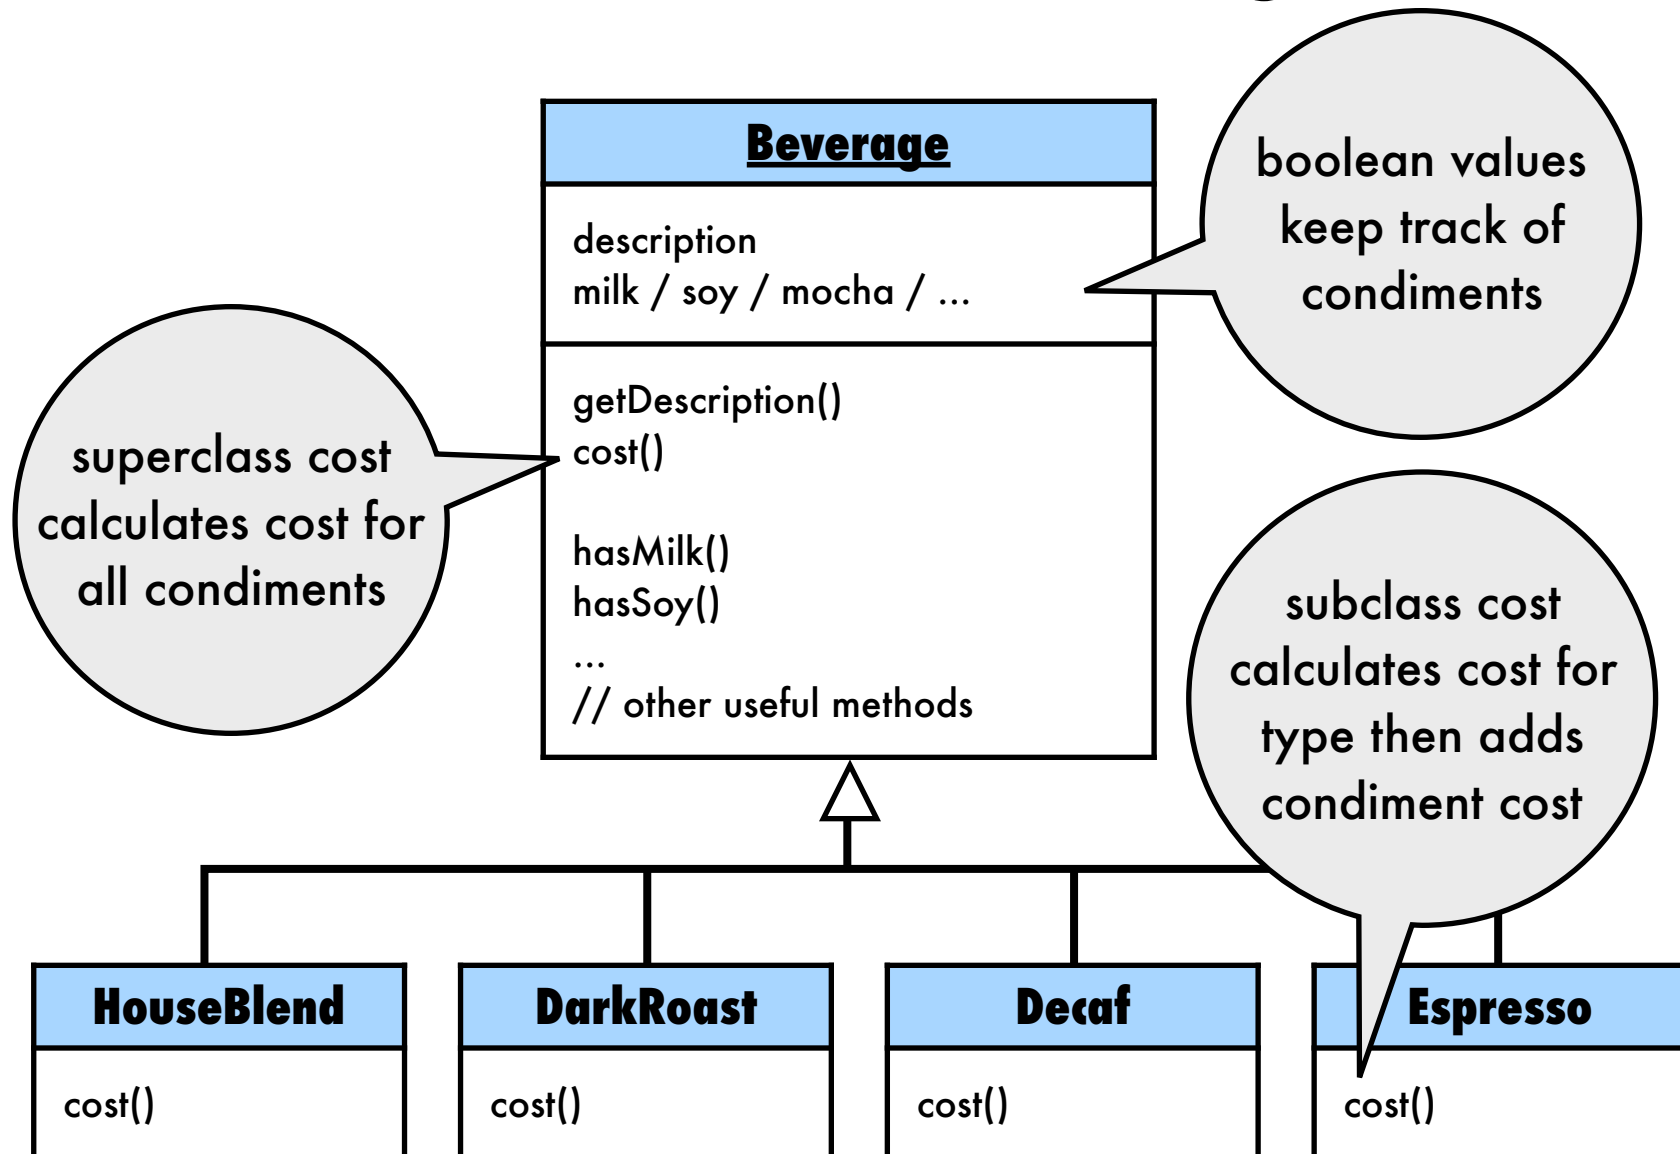 Beverage
description
milk / soy / mocha / ...
getDescription()
cost()
hasMilk()
hasSoy()
...
// other useful methods
boolean values
keep track of
condiments
superclass cost
calculates cost for
all condiments
subclass cost
calculates cost for
type then adds
condiment cost
HouseBlend
cost()
DarkRoast
cost()
Decaf
cost()
Espresso
cost()